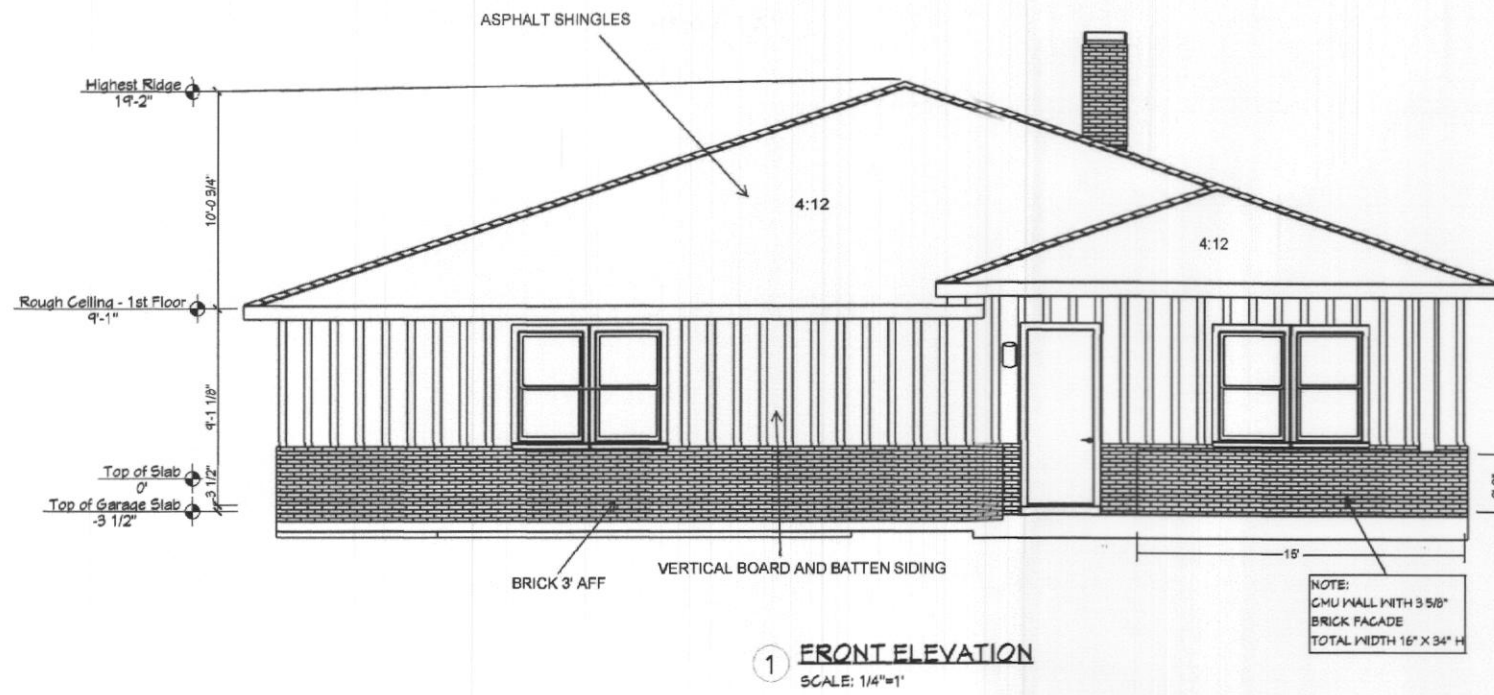 ASPHALT SHINGLES
Highest Ridge
19'-2"
10'-0 3/4"
4:12
4:12
Rough Ceiling - 1st Floor
9'-1"
9'-1 1/8"
Top of Slab
0'
3 1/2"
Top of Garage Slab
-3 1/2"
15'
BRICK 3' AFF
VERTICAL BOARD AND BATTEN SIDING
NOTE:
CMU WALL WITH 3 5/8"
BRICK FACADE
TOTAL WIDTH 16" X 34" H
1 FRONT ELEVATION
SCALE: 1/4"=1'